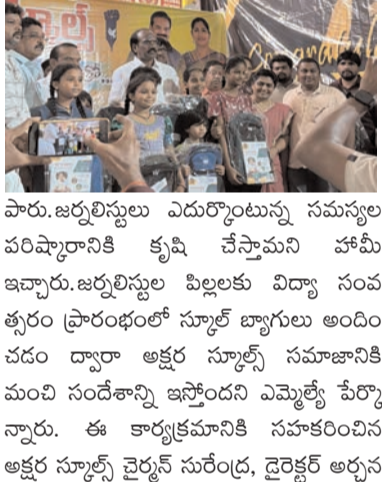 పారు.జర్నలిస్టులు ఎదుర్కొంటున్న సమస్యల
పరిష్కారానికి కృషి చేస్తామని హామీ
ఇచ్చారు.జర్నలిస్టుల పిల్లలకు విద్యా సంవ
త్సరం ప్రారంభంలో స్కూల్ బ్యాగులు అందిం
చడం ద్వారా అక్షర స్కూల్స్ సమాజానికి
మంచి సందేశాన్ని ఇస్తోందని ఎమ్మెల్యే పేర్కొ
న్నారు. ఈ కార్యక్రమానికి సహకరించిన
అక్షర స్కూల్స్ చైర్మన్ సురేంద్ర, డైరెక్టర్ అర్చన